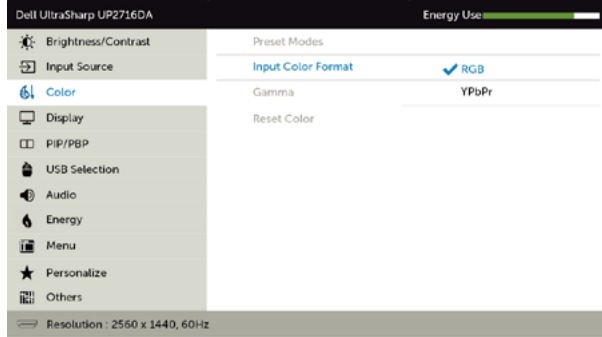 Dell UltraSharp UP2716DA
Energy Use
Brightness/Contrast
Preset Modes
Input Source
Input Color Format
RGB
Color
Gamma
YPbPr
Display
Reset Color
PIP/PBP
USB Selection
Audio
Energy
Menu
Personalize
Others
Resolution : 2560 x 1440, 60Hz